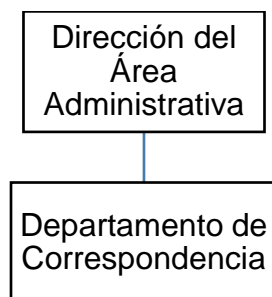 Dirección del
Área
Administrativa
Departamento de
Correspondencia